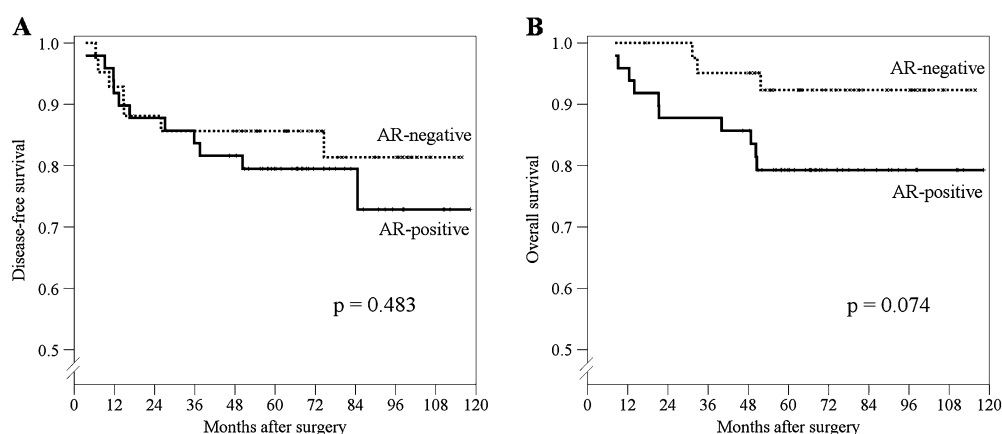 A
Disease-free survival
1.0
0.9
0.8
0.7
0.6
0.5
AR-negative
AR-positive
p = 0.483
0 12 24 36 48 60 72 84 96 108 120
Months after surgery
B
Overall survival
1.0
0.9
0.8
0.7
0.6
0.5
AR-negative
AR-positive
p = 0.074
0 12 24 36 48 60 72 84 96 108 120
Months after surgery